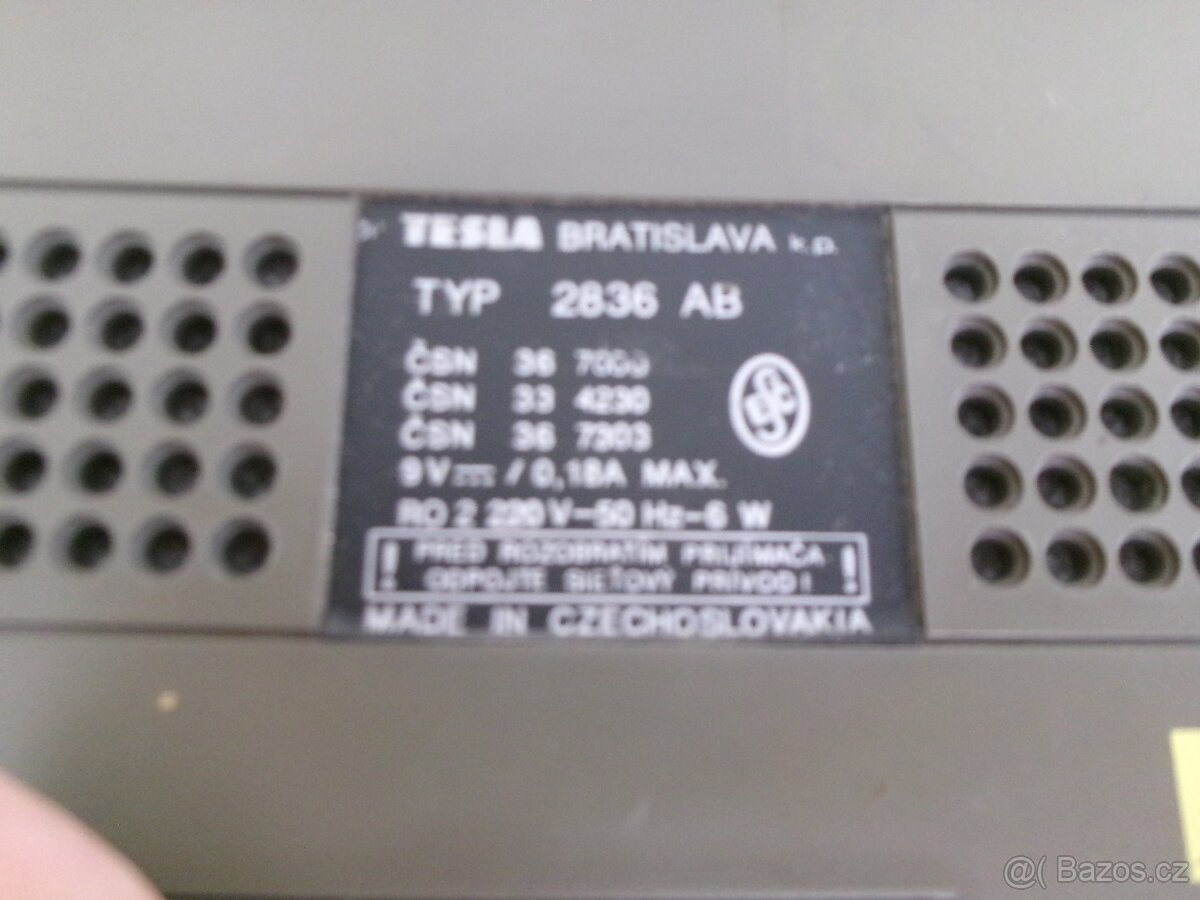 TESLA BRATISLAVA k.p.
TYP 2836 AB
ČSN 36 7000
ČSN 33 4230
ČSN 36 7303
9V⎓/0,18A MAX.
RO 2 220 V~50 Hz-6 W
! PRED ROZOBRATÍM PRIJÍMAČA !
ODPOJTE SIEŤOVÝ PRÍVOD!
MADE IN CZECHOSLOVAKIA
@( Bazos.cz